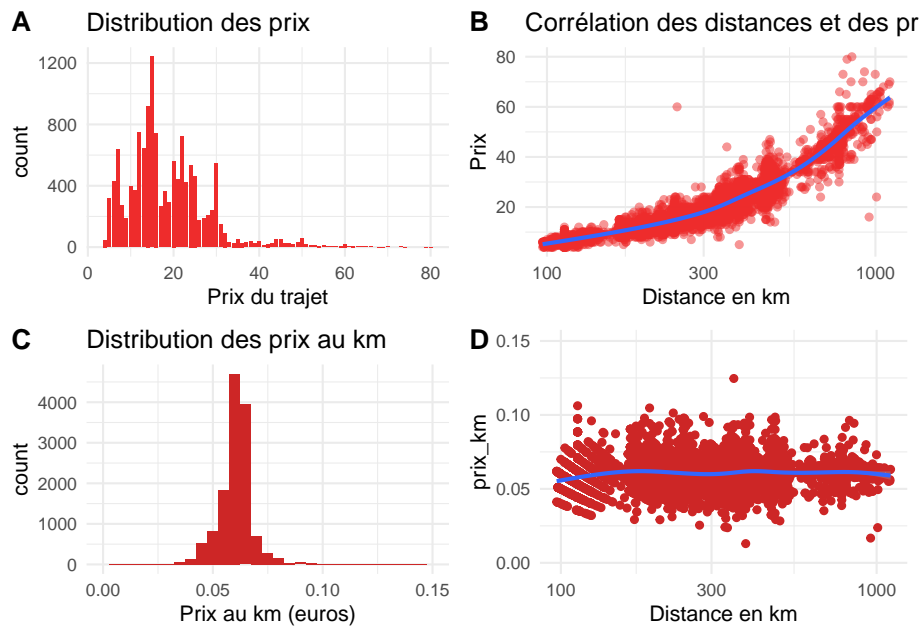 A Distribution des prix
count
1200
800
400
0
0 20 40 60 80
Prix du trajet
B Corrélation des distances et des pr
Prix
80
60
40
20
100 300 1000
Distance en km
C Distribution des prix au km
count
4000
3000
2000
1000
0
0.00 0.05 0.10 0.15
Prix au km (euros)
D
prix_km
0.15
0.10
0.05
0.00
100 300 1000
Distance en km